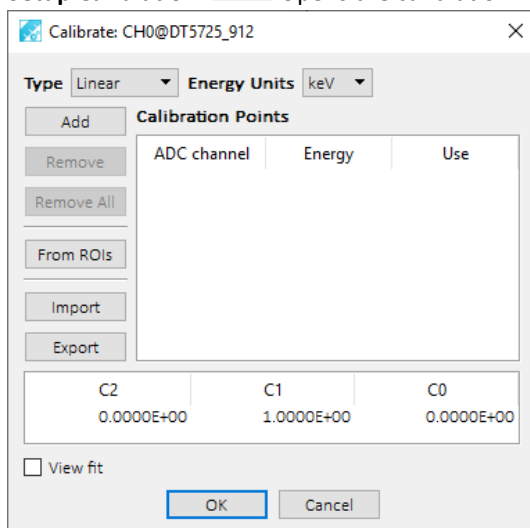 Calibrate: CH0@DT5725_912
Type Linear Energy Units keV
Add
Calibration Points
Remove
ADC channel Energy Use
Remove All
From ROIs
Import
Export
C2 C1 C0
0.0000E+00 1.0000E+00 0.0000E+00
View fit
OK Cancel